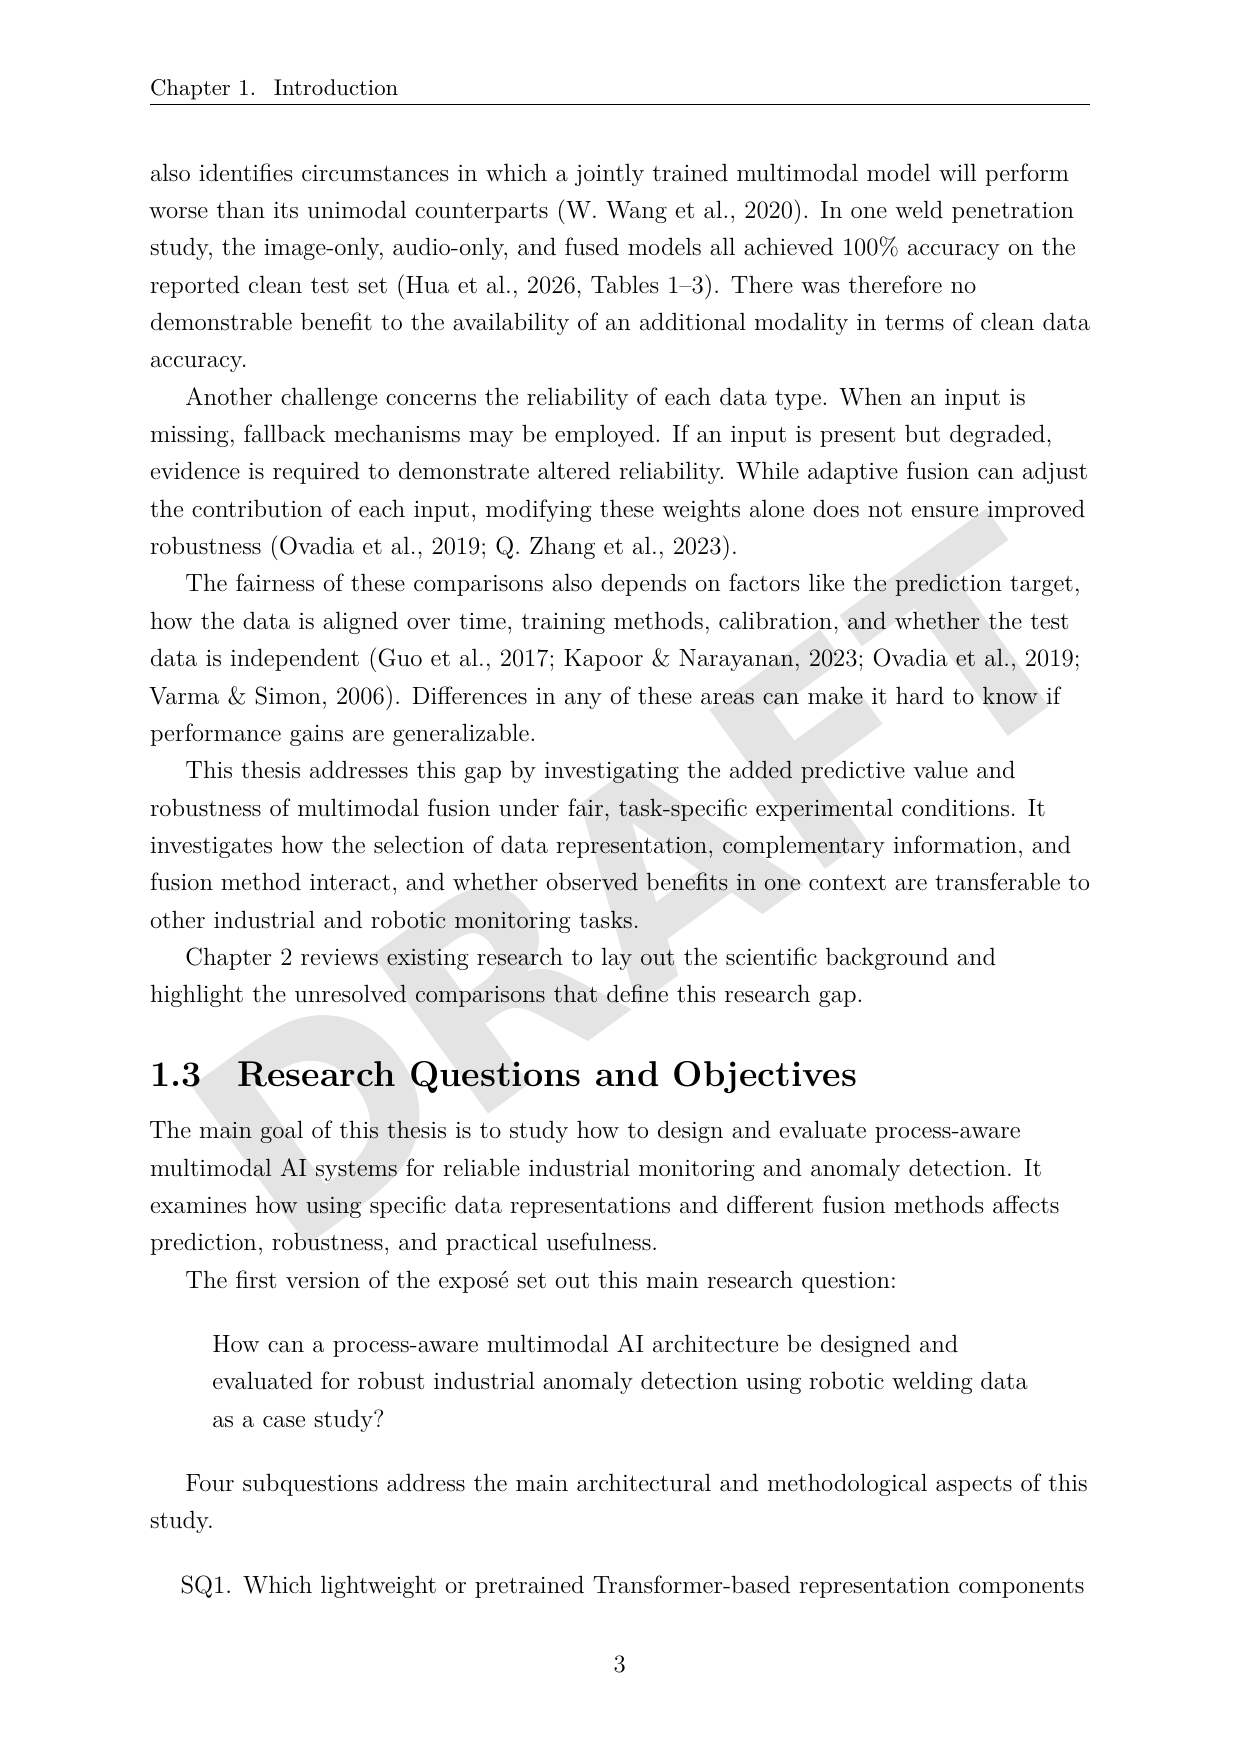 Chapter 1. Introduction
also identifies circumstances in which a jointly trained multimodal model will perform
worse than its unimodal counterparts (W. Wang et al., 2020). In one weld penetration
study, the image-only, audio-only, and fused models all achieved 100% accuracy on the
reported clean test set (Hua et al., 2026, Tables 1–3). There was therefore no
demonstrable benefit to the availability of an additional modality in terms of clean data
accuracy.
Another challenge concerns the reliability of each data type. When an input is
missing, fallback mechanisms may be employed. If an input is present but degraded,
evidence is required to demonstrate altered reliability. While adaptive fusion can adjust
the contribution of each input, modifying these weights alone does not ensure improved
robustness (Ovadia et al., 2019; Q. Zhang et al., 2023).
The fairness of these comparisons also depends on factors like the prediction target,
how the data is aligned over time, training methods, calibration, and whether the test
data is independent (Guo et al., 2017; Kapoor & Narayanan, 2023; Ovadia et al., 2019;
Varma & Simon, 2006). Differences in any of these areas can make it hard to know if
performance gains are generalizable.
This thesis addresses this gap by investigating the added predictive value and
robustness of multimodal fusion under fair, task-specific experimental conditions. It
investigates how the selection of data representation, complementary information, and
fusion method interact, and whether observed benefits in one context are transferable to
other industrial and robotic monitoring tasks.
Chapter 2 reviews existing research to lay out the scientific background and
highlight the unresolved comparisons that define this research gap.
1.3 Research Questions and Objectives
The main goal of this thesis is to study how to design and evaluate process-aware
multimodal AI systems for reliable industrial monitoring and anomaly detection. It
examines how using specific data representations and different fusion methods affects
prediction, robustness, and practical usefulness.
The first version of the exposé set out this main research question:
How can a process-aware multimodal AI architecture be designed and
evaluated for robust industrial anomaly detection using robotic welding data
as a case study?
Four subquestions address the main architectural and methodological aspects of this
study.
SQ1. Which lightweight or pretrained Transformer-based representation components
3
DRAFT